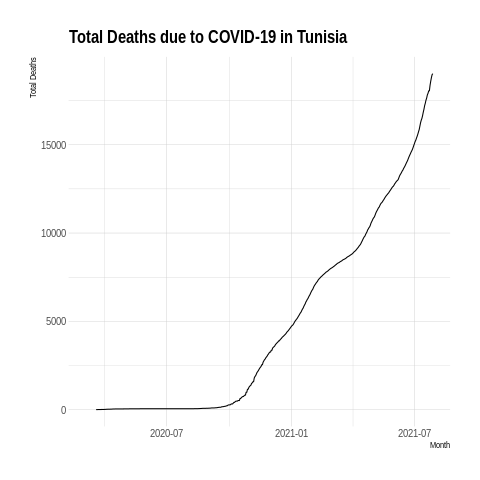 Total Deaths due to COVID-19 in Tunisia
Total Deaths
15000
10000
5000
0
2020-07 2021-01 2021-07
Month